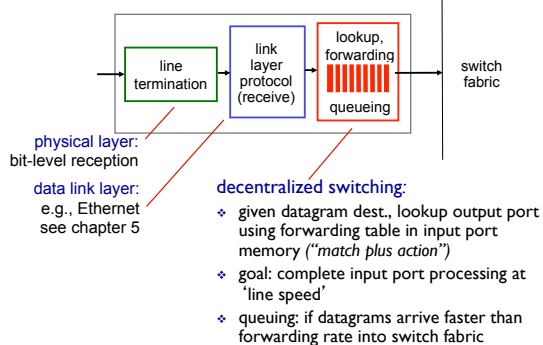 line
termination
link
layer
protocol
(receive)
lookup,
forwarding
queueing
switch
fabric
physical layer:
bit-level reception
data link layer:
e.g., Ethernet
see chapter 5
decentralized switching:
❖ given datagram dest., lookup output port
using forwarding table in input port
memory (“match plus action”)
❖ goal: complete input port processing at
‘line speed’
❖ queuing: if datagrams arrive faster than
forwarding rate into switch fabric